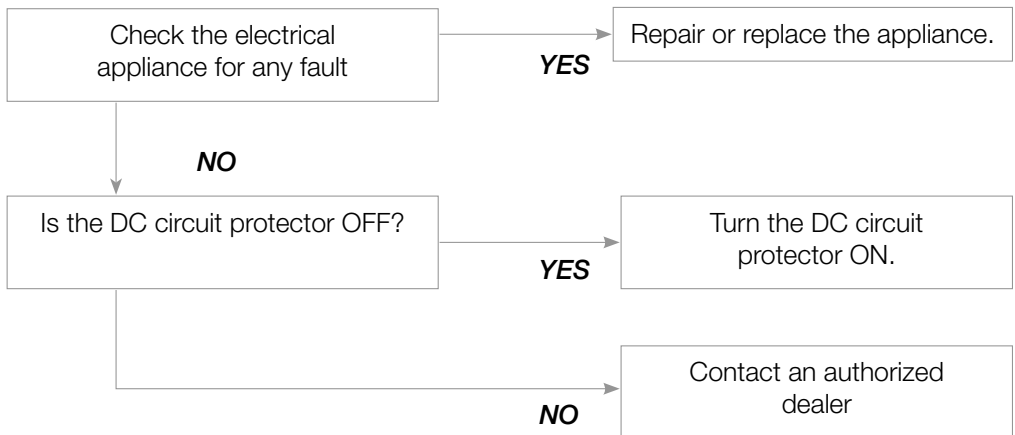 Check the electrical
appliance for any fault
YES
Repair or replace the appliance.
NO
Is the DC circuit protector OFF?
YES
Turn the DC circuit
protector ON.
NO
Contact an authorized
dealer